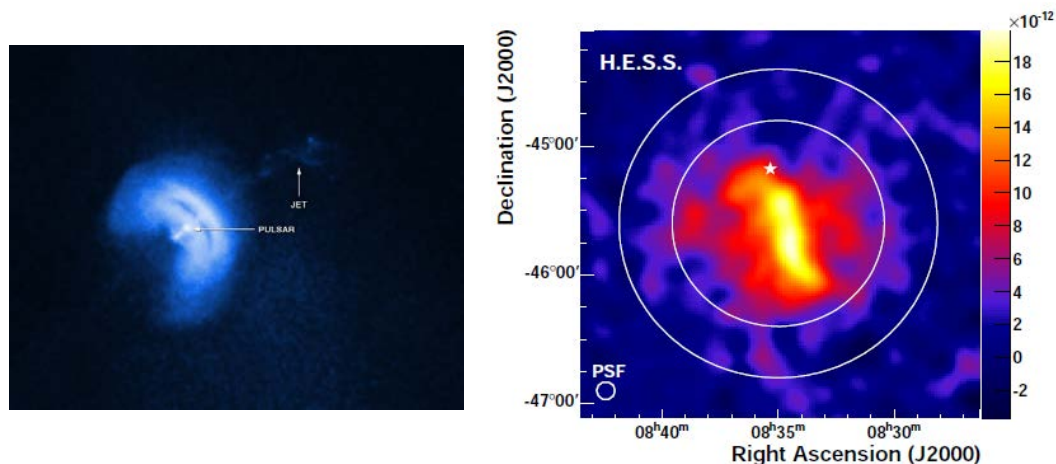 JET
PULSAR
H.E.S.S.
PSF
Declination (J2000)
-45°00'
-46°00'
-47°00'
08h40m
08h35m
08h30m
Right Ascension (J2000)
×10-12
18
16
14
12
10
8
6
4
2
0
-2